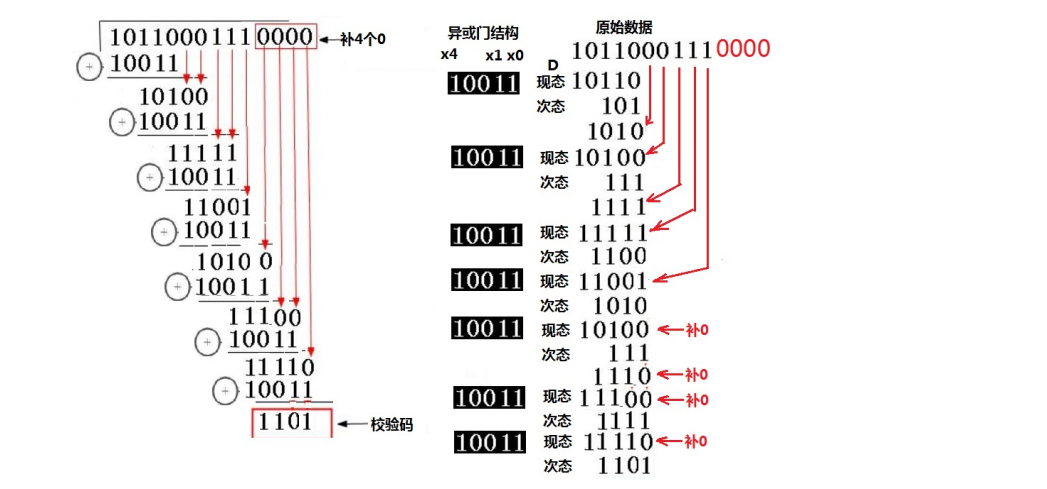 10110001110000 ←补4个0
10011
10100
10011
11111
10011
11001
10011
10100
10011
11100
10011
11110
10011
1101 ←校验码
异或门结构
x4 x1 x0
原始数据
10110001110000
D
10011 现态 10110
次态 101
1010
10011 现态 10100
次态 111
1111
10011 现态 11111
次态 1100
10011 现态 11001
次态 1010
10011 现态 10100 ←补0
次态 111
1110 ←补0
10011 现态 11100 ←补0
次态 1111
10011 现态 11110 ←补0
次态 1101